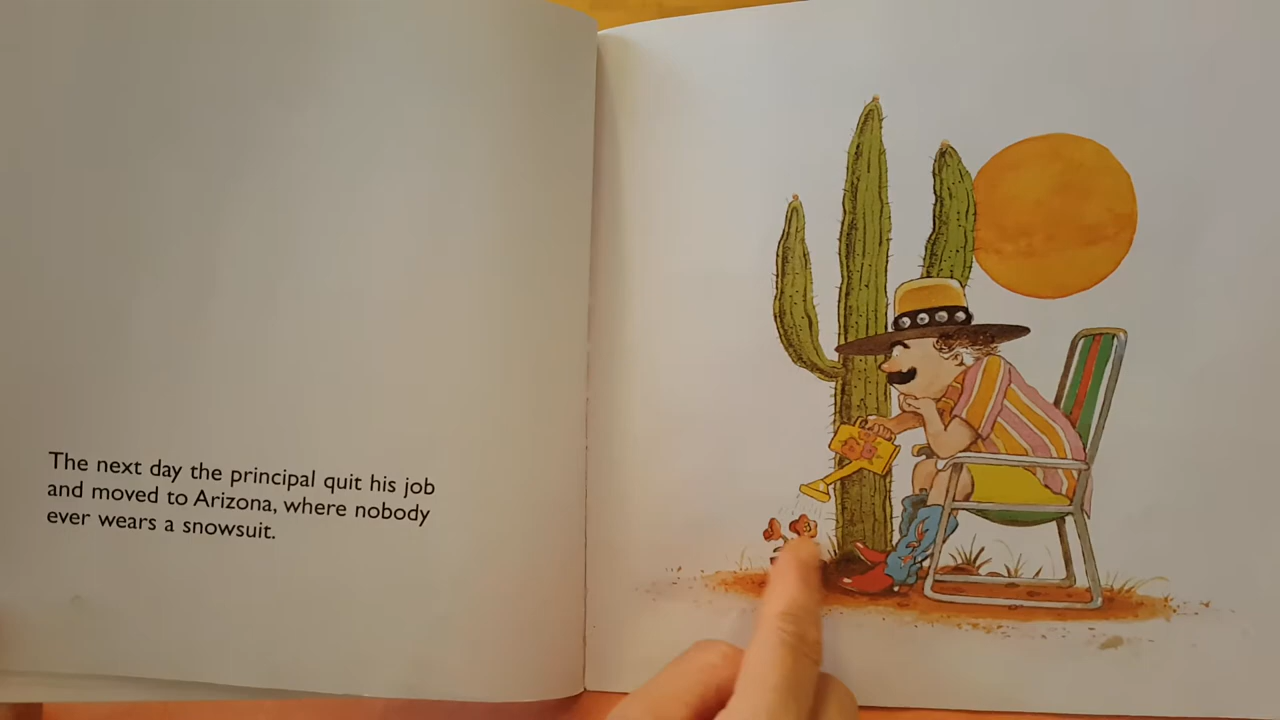 The next day the principal quit his job
and moved to Arizona, where nobody
ever wears a snowsuit.